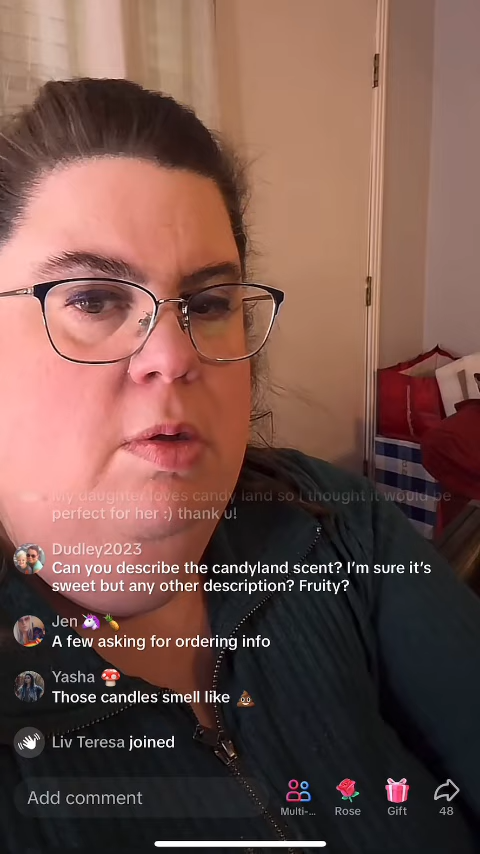 My daughter loves candy land so I thought it would be
perfect for her :) thank u!
Dudley2023
Can you describe the candyland scent? I'm sure it's
sweet but any other description? Fruity?
Jen 🦄🍍
A few asking for ordering info
Yasha 🍄
Those candles smell like 💩
Liv Teresa joined
Add comment
Multi-...
Rose
Gift
48